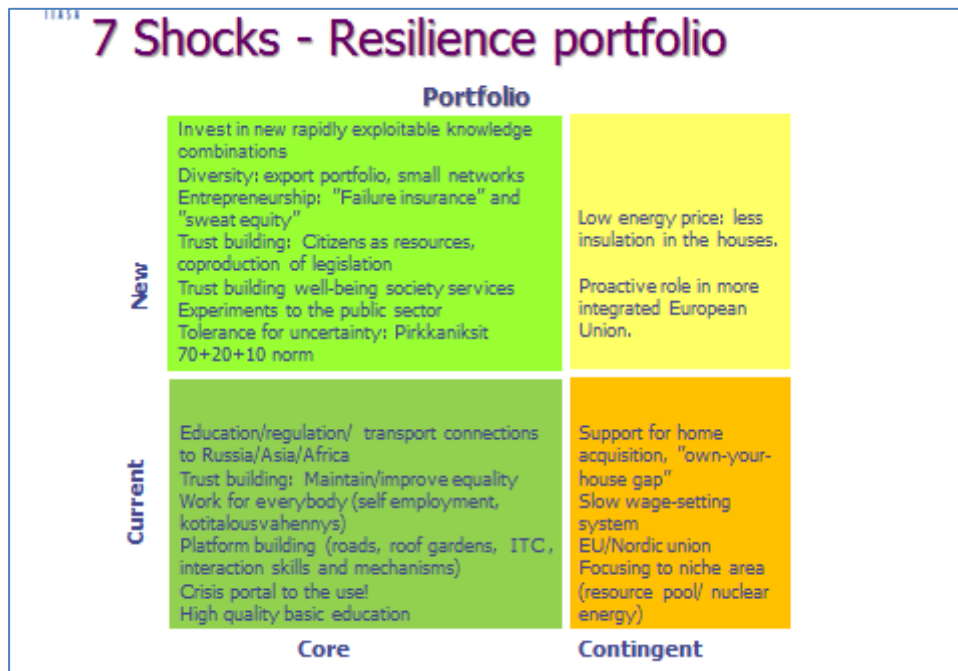 IIASA
7 Shocks - Resilience portfolio
Portfolio
New
Invest in new rapidly exploitable knowledge
combinations
Diversity: export portfolio, small networks
Entrepreneurship: "Failure insurance" and
"sweat equity"
Trust building: Citizens as resources,
coproduction of legislation
Trust building well-being society services
Experiments to the public sector
Tolerance for uncertainty: Pirkkaniksit
70+20+10 norm
Low energy price: less
insulation in the houses.
Proactive role in more
integrated European
Union.
Current
Education/regulation/ transport connections
to Russia/Asia/Africa
Trust building: Maintain/improve equality
Work for everybody (self employment,
kotitalousvahennys)
Platform building (roads, roof gardens, ITC,
interaction skills and mechanisms)
Crisis portal to the use!
High quality basic education
Support for home
acquisition, "own-your-
house gap"
Slow wage-setting
system
EU/Nordic union
Focusing to niche area
(resource pool/ nuclear
energy)
Core
Contingent